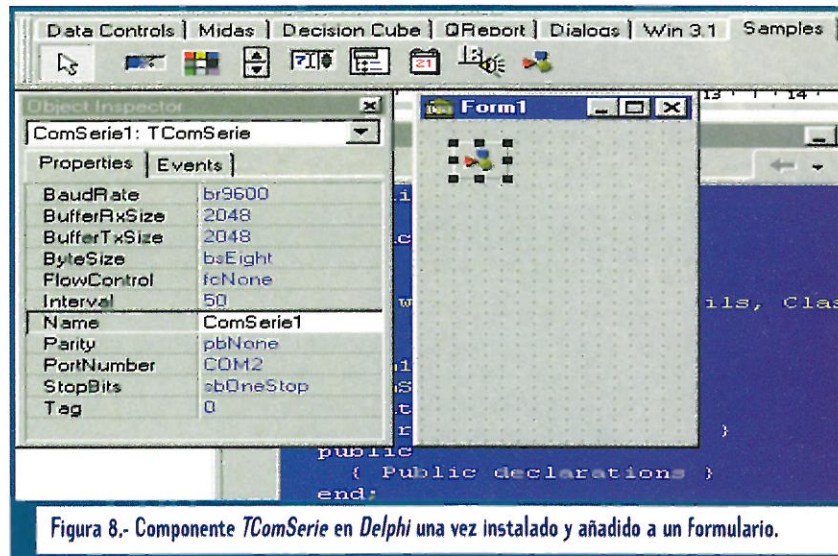 Data Controls | Midas | Decision Cube | QReport | Dialogs | Win 3.1 Samples
Object Inspector
ComSerie1: TComSerie
Properties Events
BaudRate br9600
BufferRxSize 2048
BufferTxSize 2048
ByteSize bsEight
FlowControl fcNone
Interval 50
Name ComSerie1
Parity pbNone
PortNumber COM2
StopBits sbOneStop
Tag 0
Form1
13 14
ils, Clas
}
public
{ Public declarations }
end;
Figura 8.- Componente TComSerie en Delphi una vez instalado y añadido a un formulario.